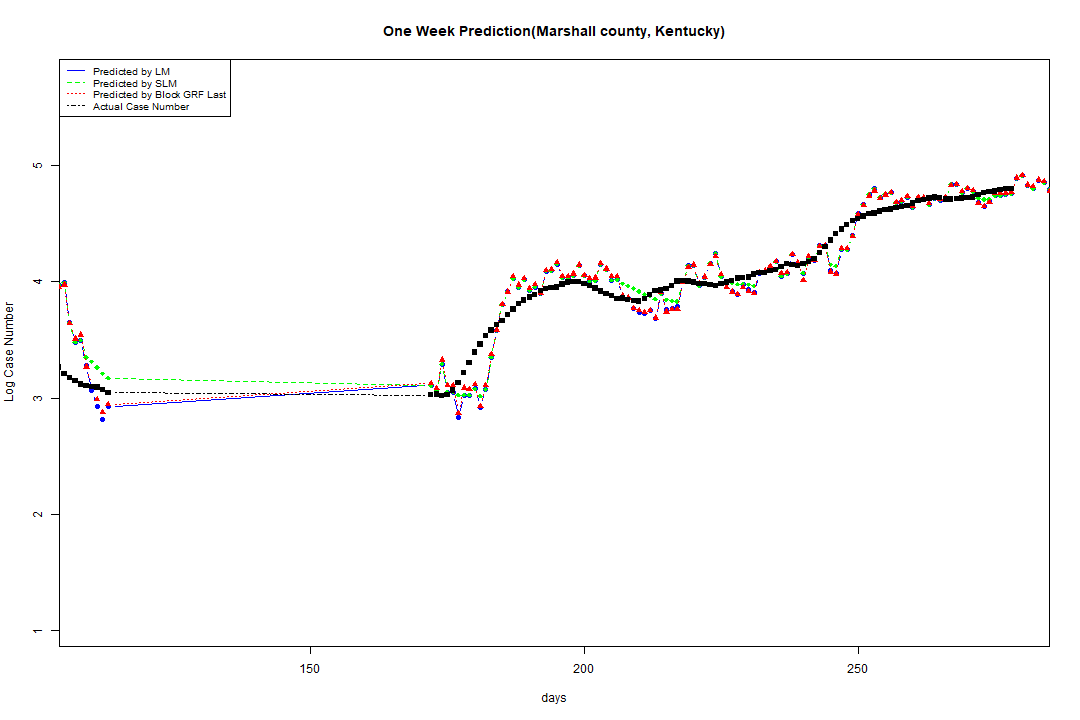 One Week Prediction(Marshall county, Kentucky)
Predicted by LM
Predicted by SLM
Predicted by Block GRF Last
Actual Case Number
5
4
3
2
1
Log Case Number
150 200 250
days